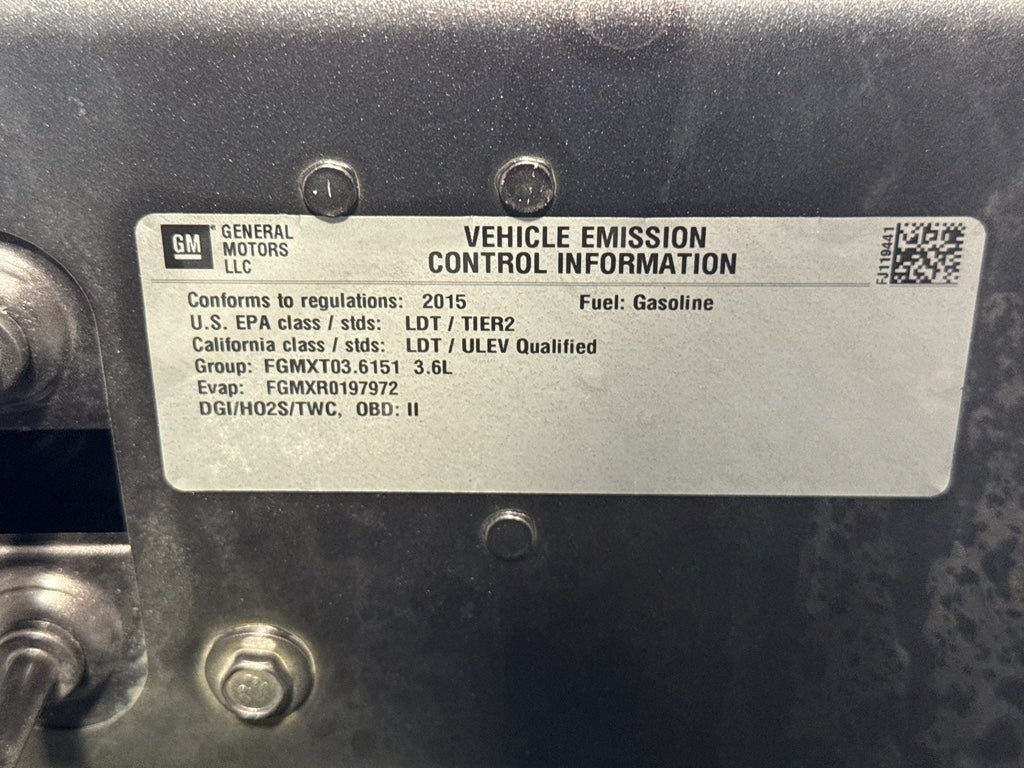 GM
GENERAL
MOTORS
LLC
VEHICLE EMISSION
CONTROL INFORMATION
FJ119441
Conforms to regulations: 2015 Fuel: Gasoline
U.S. EPA class / stds: LDT / TIER2
California class / stds: LDT / ULEV Qualified
Group: FGMXT03.6151 3.6L
Evap: FGMXR0197972
DGI/HO2S/TWC, OBD: II